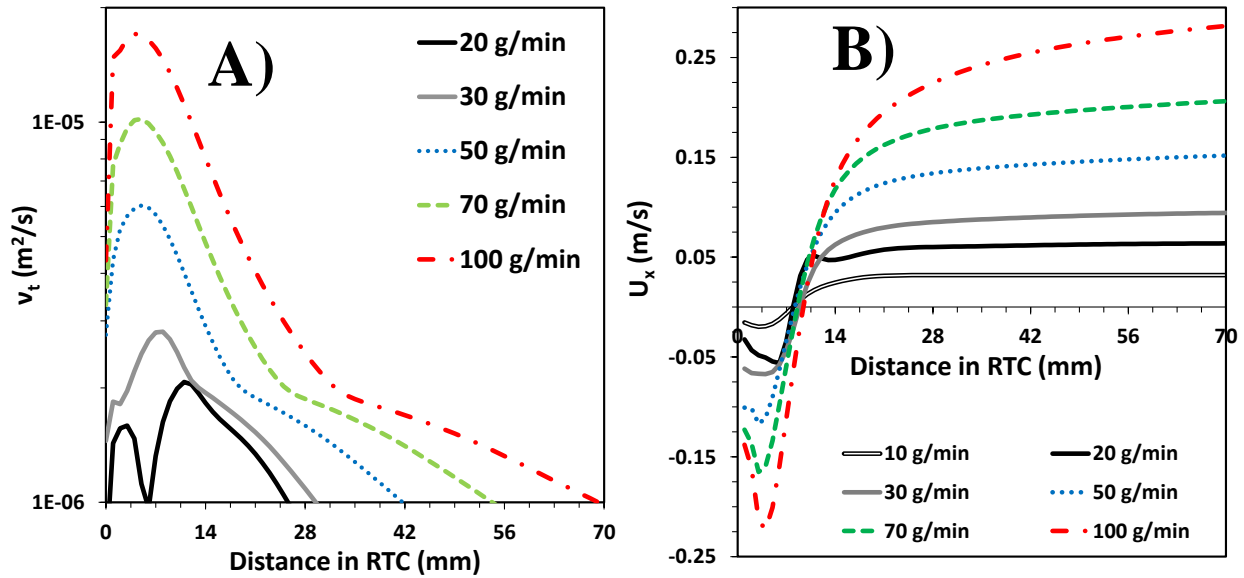 A)
20 g/min
30 g/min
50 g/min
70 g/min
100 g/min
1E-05
1E-06
νt (m²/s)
0 14 28 42 56 70
Distance in RTC (mm)
B)
0.25
0.15
0.05
-0.05
-0.15
-0.25
Ux (m/s)
0 14 28 42 56 70
Distance in RTC (mm)
10 g/min 20 g/min
30 g/min 50 g/min
70 g/min 100 g/min